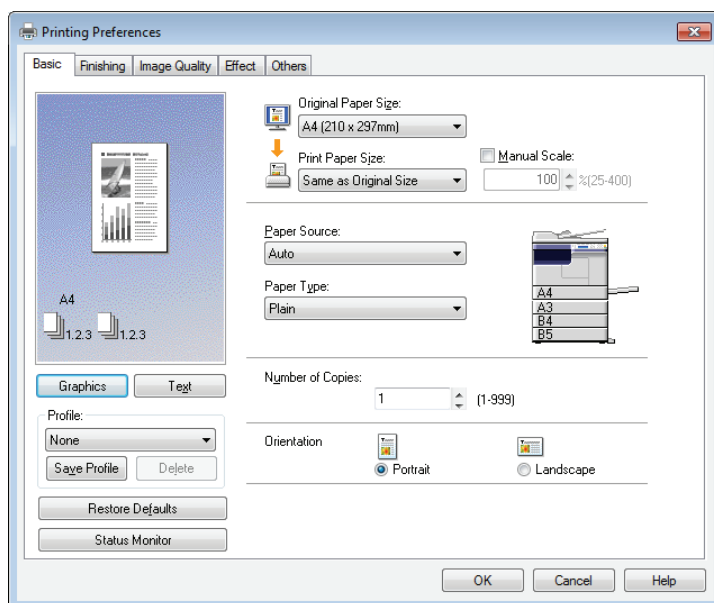 Printing Preferences
Basic
Finishing
Image Quality
Effect
Others
Original Paper Size:
A4 (210 x 297mm)
Print Paper Size:
Same as Original Size
Manual Scale:
100 %(25-400)
Paper Source:
Auto
Paper Type:
Plain
A4
A3
B4
B5
A4
1.2.3 1.2.3
Graphics
Text
Number of Copies:
1 (1-999)
Profile:
None
Save Profile
Delete
Orientation
Portrait
Landscape
Restore Defaults
Status Monitor
OK
Cancel
Help